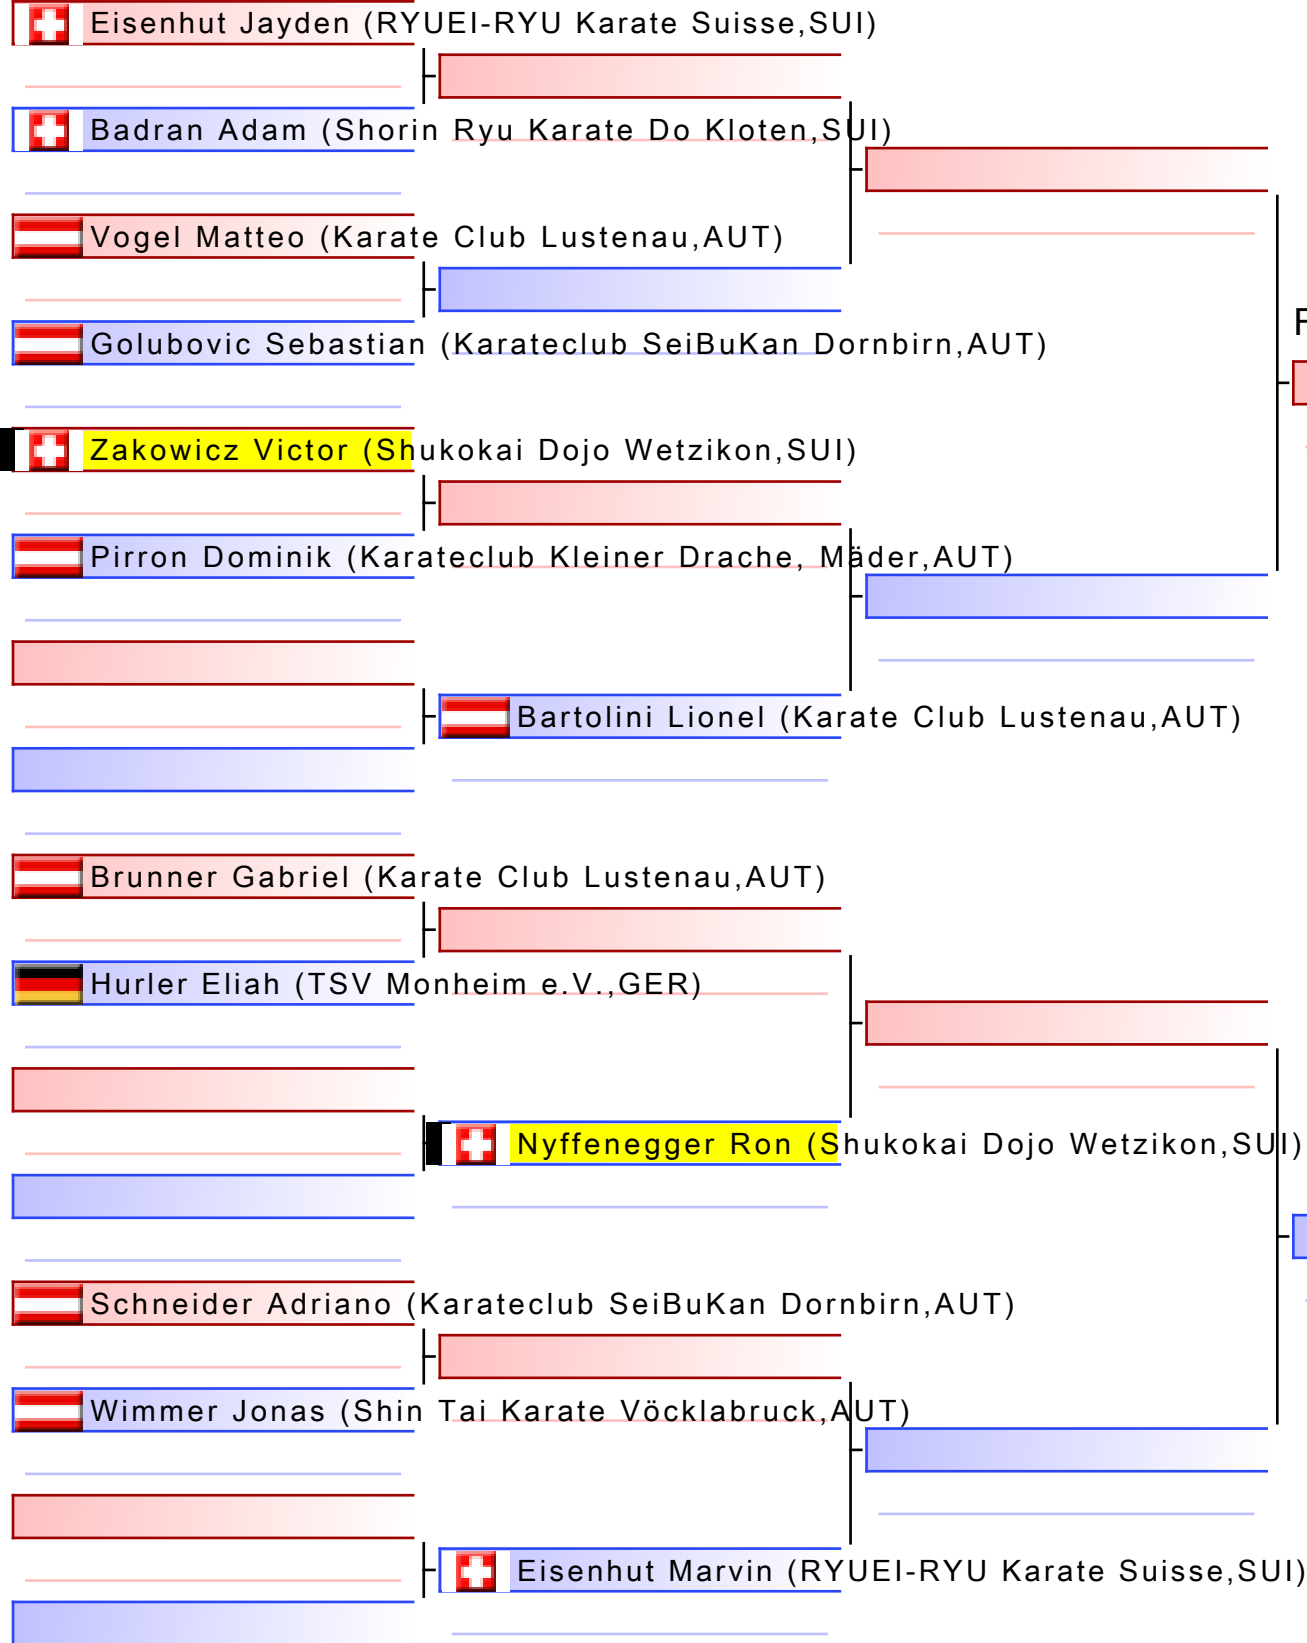 Eisenhut Jayden (RYUEI-RYU Karate Suisse,SUI)
Badran Adam (Shorin Ryu Karate Do Kloten,SUI)
Vogel Matteo (Karate Club Lustenau,AUT)
F
Golubovic Sebastian (Karateclub SeiBuKan Dornbirn,AUT)
Zakowicz Victor (Shukokai Dojo Wetzikon,SUI)
Pirron Dominik (Karateclub Kleiner Drache, Mäder,AUT)
Bartolini Lionel (Karate Club Lustenau,AUT)
Brunner Gabriel (Karate Club Lustenau,AUT)
Hurler Eliah (TSV Monheim e.V.,GER)
Nyffenegger Ron (Shukokai Dojo Wetzikon,SUI)
Schneider Adriano (Karateclub SeiBuKan Dornbirn,AUT)
Wimmer Jonas (Shin Tai Karate Vöcklabruck,AUT)
Eisenhut Marvin (RYUEI-RYU Karate Suisse,SUI)